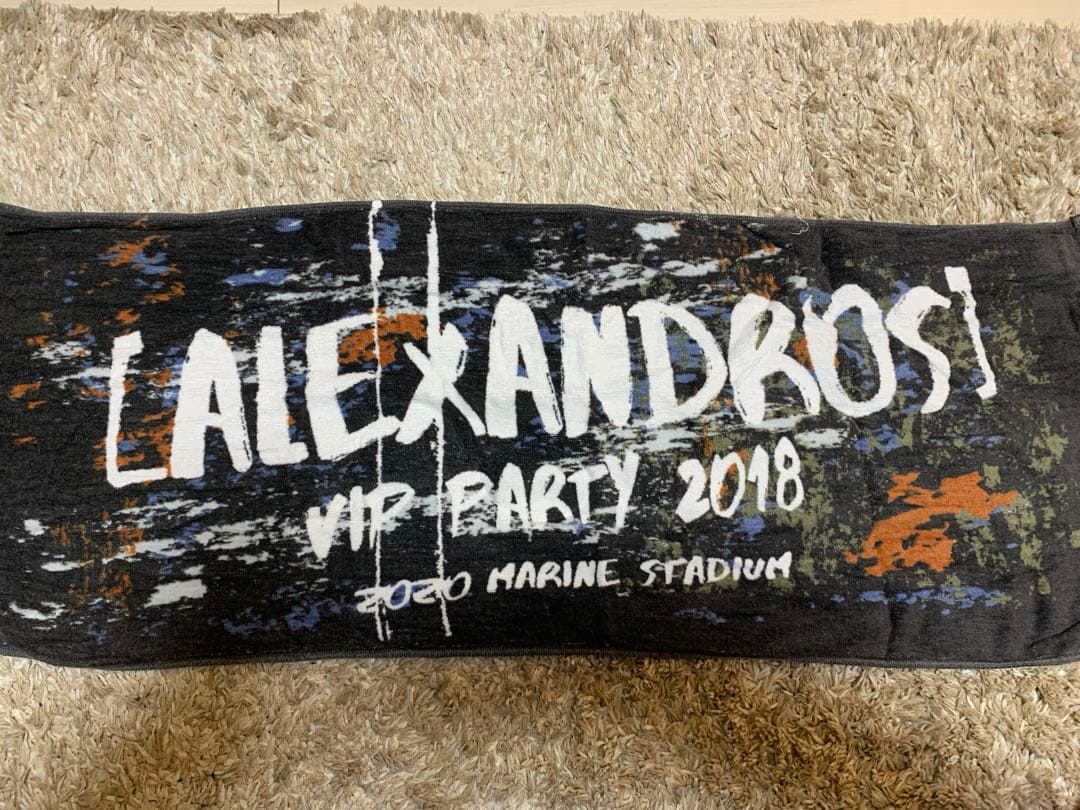 [ALEXANDROS]
VIP PARTY 2018
ZOZO MARINE STADIUM